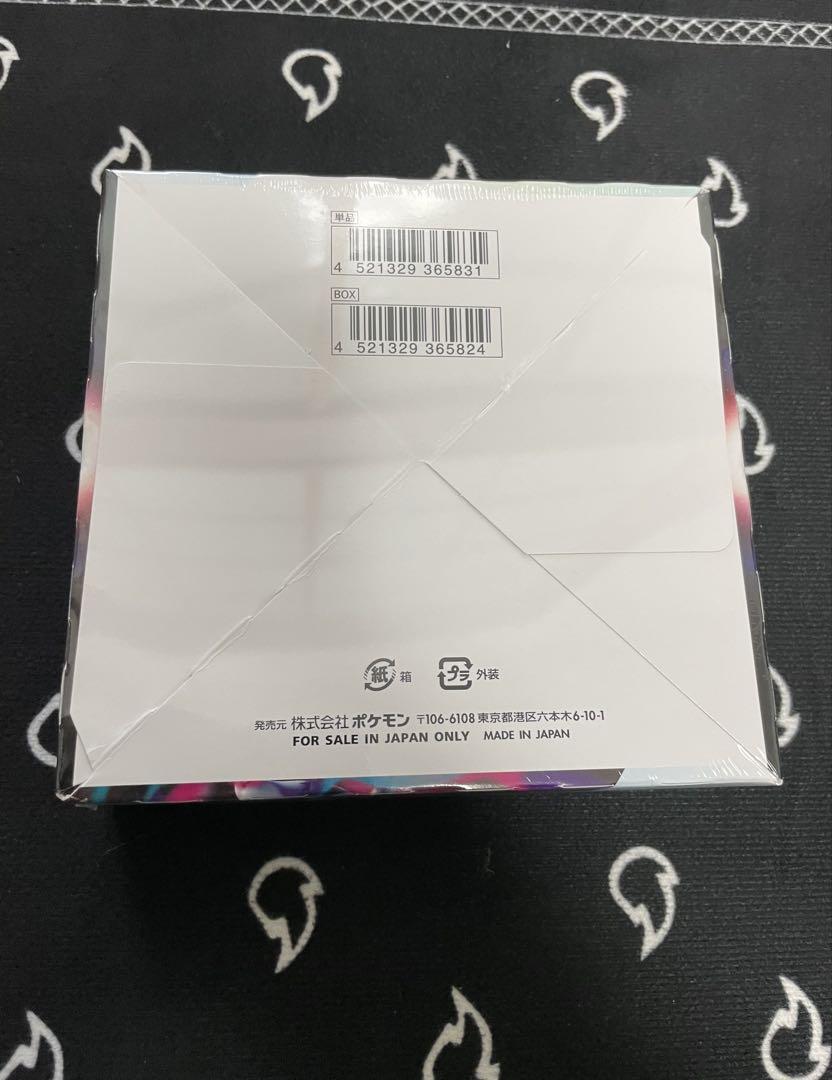 単品
4 521329 365831
BOX
4 521329 365824
紙 箱 プラ 外装
発売元 株式会社ポケモン 〒106-6108 東京都港区六本木6-10-1
FOR SALE IN JAPAN ONLY MADE IN JAPAN